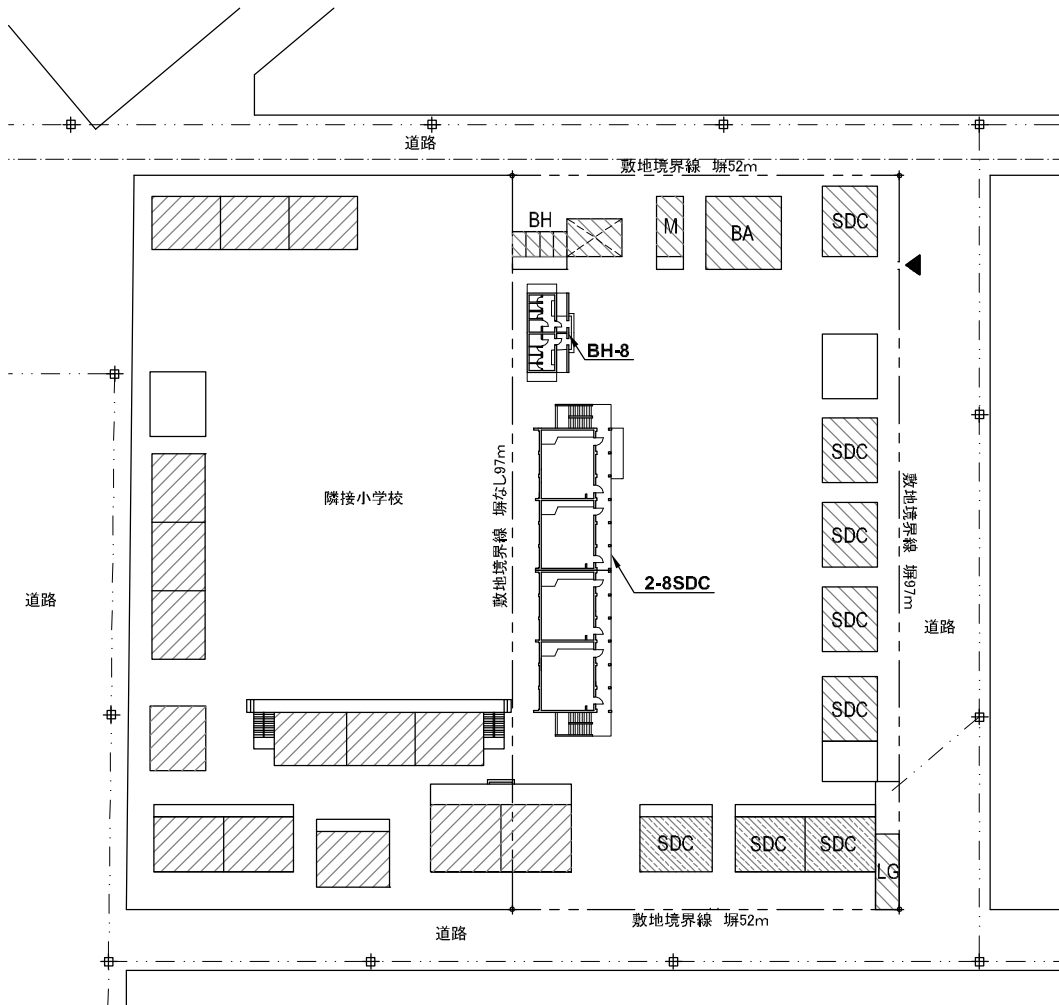 道路
敷地境界線 塀52m
BH
M
BA
SDC
BH-8
SDC
敷地境界線 塀なし97m
隣接小学校
敷地境界線 塀97m
SDC
2-8SDC
道路
SDC
道路
SDC
SDC
SDC
SDC
LG
敷地境界線 塀52m
道路